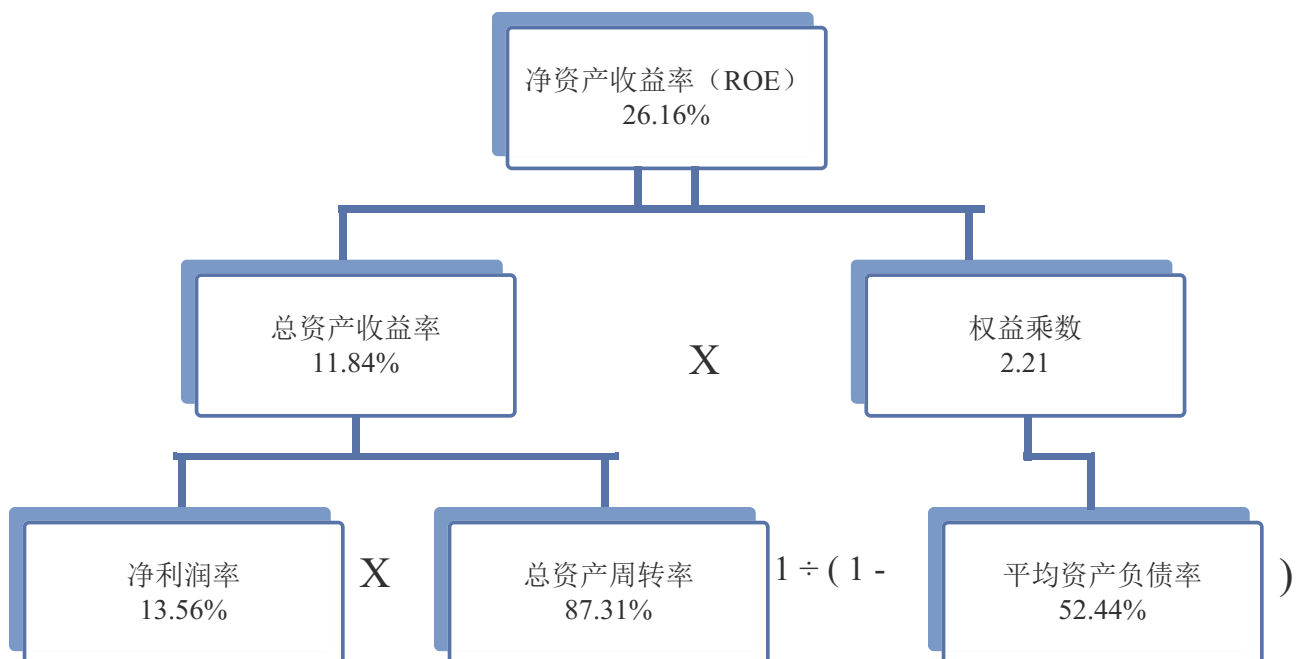 净资产收益率（ROE）
26.16%
总资产收益率
11.84%
X
权益乘数
2.21
净利润率
13.56%
X
总资产周转率
87.31%
1 ÷ ( 1 -
平均资产负债率
52.44%
)